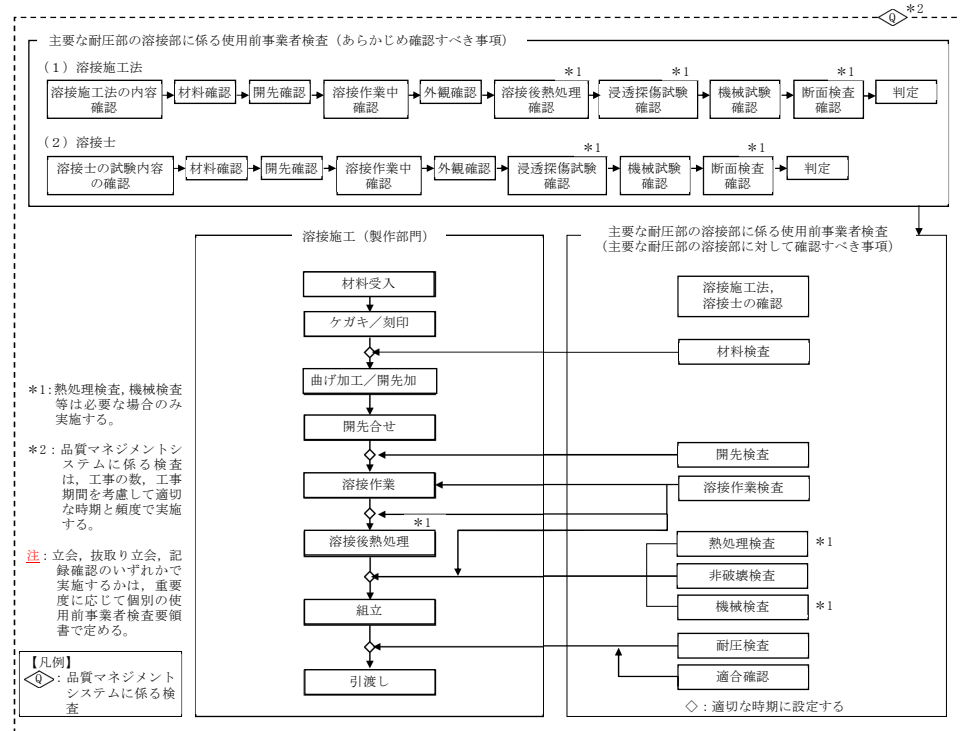 Q *2
主要な耐圧部の溶接部に係る使用前事業者検査（あらかじめ確認すべき事項）
（1）溶接施工法
溶接施工法の内容
確認
材料確認
開先確認
溶接作業中
確認
外観確認
*1
溶接後熱処理
確認
*1
浸透探傷試験
確認
機械試験
確認
*1
断面検査
確認
判定
（2）溶接士
溶接士の試験内容
の確認
材料確認
開先確認
溶接作業中
確認
外観確認
*1
浸透探傷試験
確認
機械試験
確認
*1
断面検査
確認
判定
溶接施工（製作部門）
材料受入
ケガキ／刻印
曲げ加工／開先加
開先合せ
溶接作業
*1
溶接後熱処理
組立
引渡し
主要な耐圧部の溶接部に係る使用前事業者検査
（主要な耐圧部の溶接部に対して確認すべき事項）
溶接施工法，
溶接士の確認
材料検査
開先検査
溶接作業検査
熱処理検査 *1
非破壊検査
機械検査 *1
耐圧検査
適合確認
◇：適切な時期に設定する
*1：熱処理検査，機械検査
等は必要な場合のみ
実施する。
*2：品質マネジメントシ
ステムに係る検査
は，工事の数，工事
期間を考慮して適切
な時期と頻度で実施
する。
注：立会，抜取り立会，記
録確認のいずれかで
実施するかは，重要
度に応じて個別の使
用前事業者検査要領
書で定める。
【凡例】
Q：品質マネジメント
システムに係る検
査